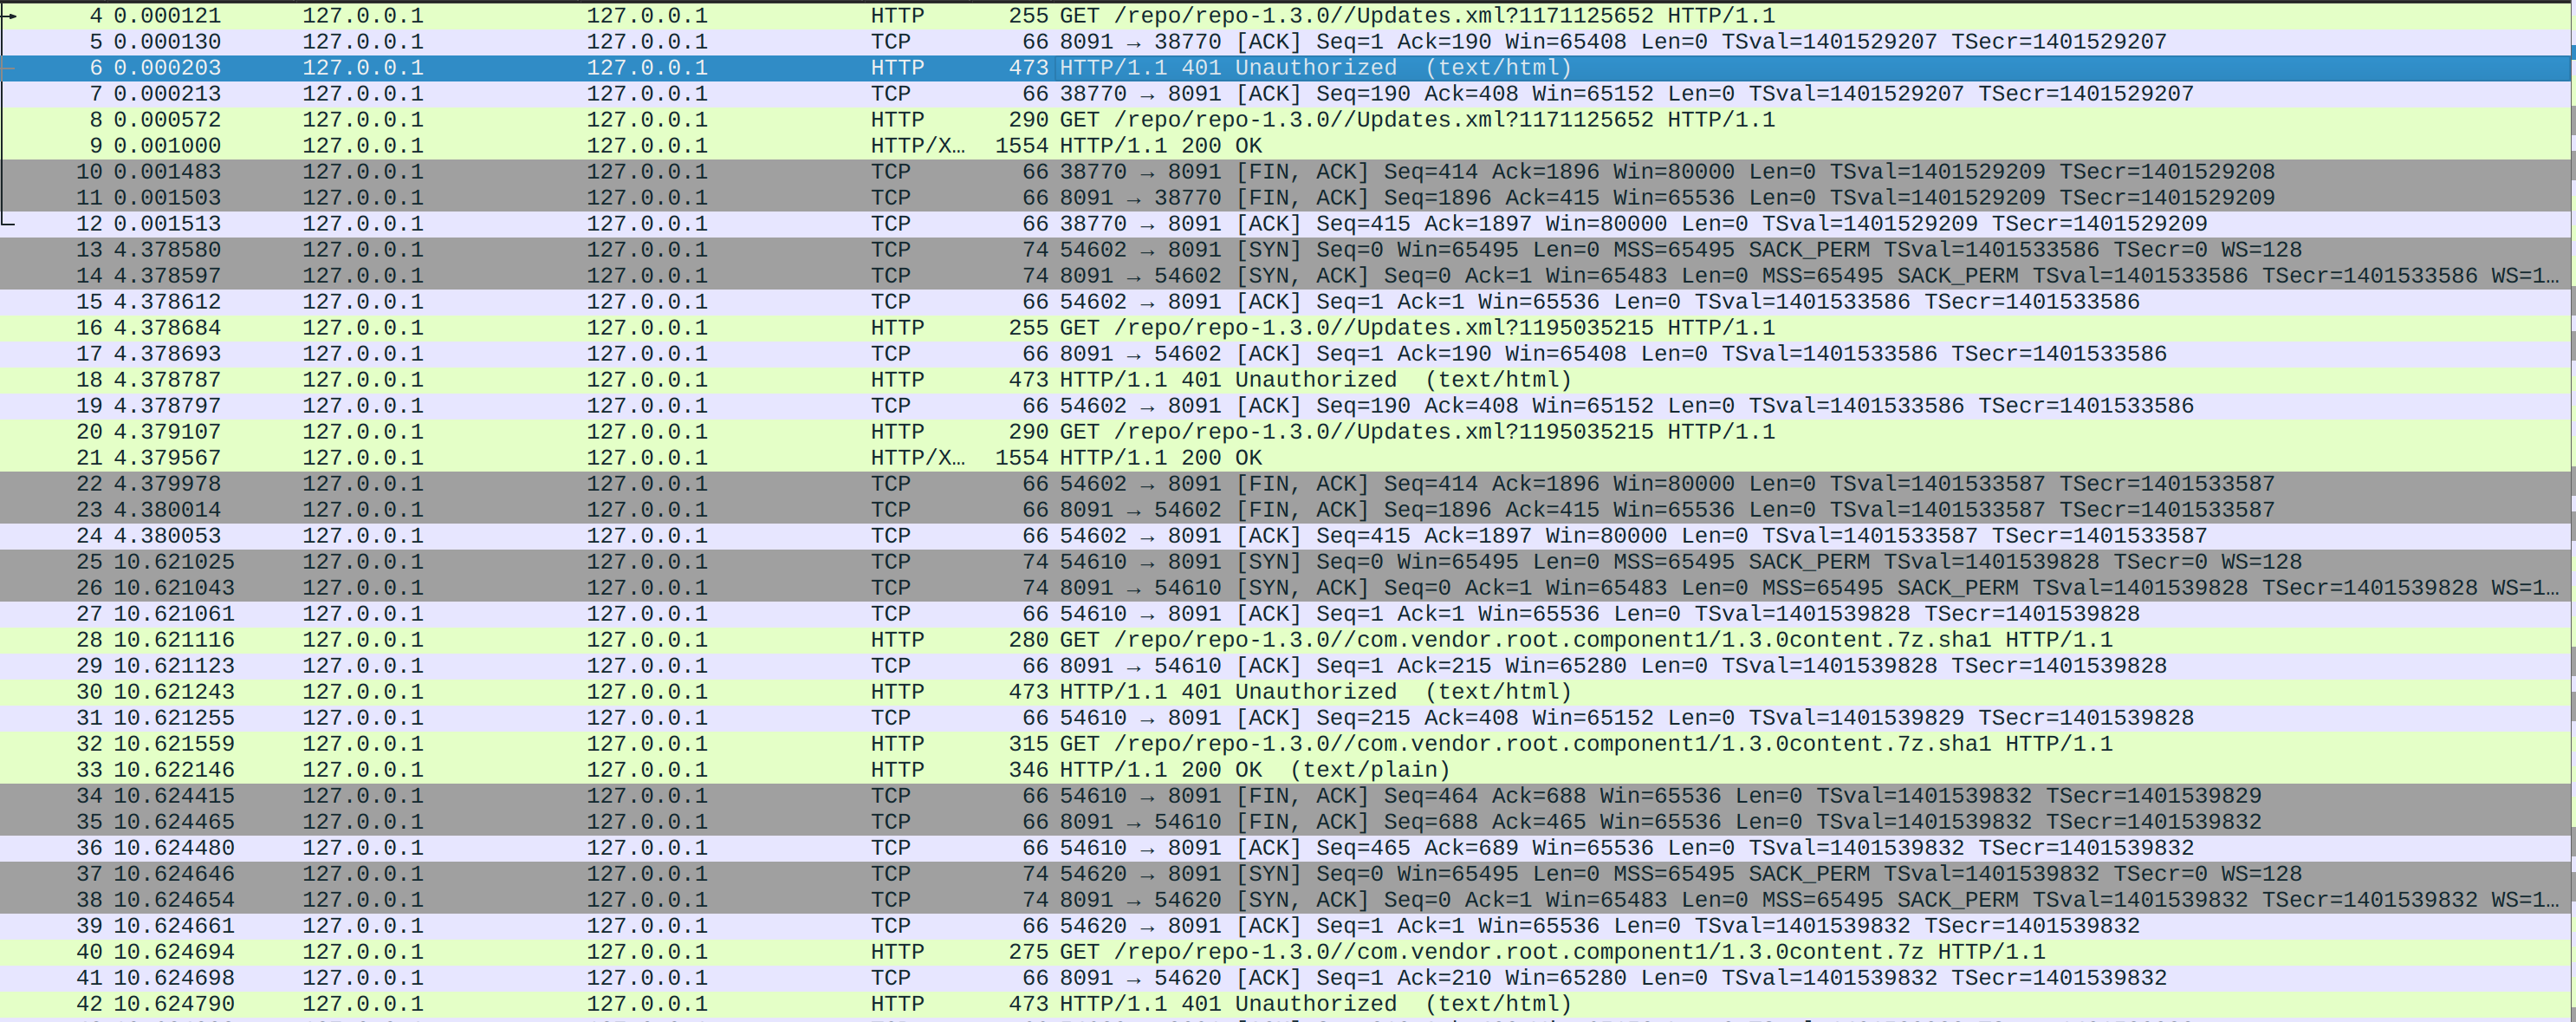 4 0.000121 127.0.0.1 127.0.0.1 HTTP 255 GET /repo/repo-1.3.0//Updates.xml?1171125652 HTTP/1.1
5 0.000130 127.0.0.1 127.0.0.1 TCP 66 8091 → 38770 [ACK] Seq=1 Ack=190 Win=65408 Len=0 TSval=1401529207 TSecr=1401529207
6 0.000203 127.0.0.1 127.0.0.1 HTTP 473 HTTP/1.1 401 Unauthorized (text/html)
7 0.000213 127.0.0.1 127.0.0.1 TCP 66 38770 → 8091 [ACK] Seq=190 Ack=408 Win=65152 Len=0 TSval=1401529207 TSecr=1401529207
8 0.000572 127.0.0.1 127.0.0.1 HTTP 290 GET /repo/repo-1.3.0//Updates.xml?1171125652 HTTP/1.1
9 0.001000 127.0.0.1 127.0.0.1 HTTP/X… 1554 HTTP/1.1 200 OK
10 0.001483 127.0.0.1 127.0.0.1 TCP 66 38770 → 8091 [FIN, ACK] Seq=414 Ack=1896 Win=80000 Len=0 TSval=1401529209 TSecr=1401529208
11 0.001503 127.0.0.1 127.0.0.1 TCP 66 8091 → 38770 [FIN, ACK] Seq=1896 Ack=415 Win=65536 Len=0 TSval=1401529209 TSecr=1401529209
12 0.001513 127.0.0.1 127.0.0.1 TCP 66 38770 → 8091 [ACK] Seq=415 Ack=1897 Win=80000 Len=0 TSval=1401529209 TSecr=1401529209
13 4.378580 127.0.0.1 127.0.0.1 TCP 74 54602 → 8091 [SYN] Seq=0 Win=65495 Len=0 MSS=65495 SACK_PERM TSval=1401533586 TSecr=0 WS=128
14 4.378597 127.0.0.1 127.0.0.1 TCP 74 8091 → 54602 [SYN, ACK] Seq=0 Ack=1 Win=65483 Len=0 MSS=65495 SACK_PERM TSval=1401533586 TSecr=1401533586 WS=1…
15 4.378612 127.0.0.1 127.0.0.1 TCP 66 54602 → 8091 [ACK] Seq=1 Ack=1 Win=65536 Len=0 TSval=1401533586 TSecr=1401533586
16 4.378684 127.0.0.1 127.0.0.1 HTTP 255 GET /repo/repo-1.3.0//Updates.xml?1195035215 HTTP/1.1
17 4.378693 127.0.0.1 127.0.0.1 TCP 66 8091 → 54602 [ACK] Seq=1 Ack=190 Win=65408 Len=0 TSval=1401533586 TSecr=1401533586
18 4.378787 127.0.0.1 127.0.0.1 HTTP 473 HTTP/1.1 401 Unauthorized (text/html)
19 4.378797 127.0.0.1 127.0.0.1 TCP 66 54602 → 8091 [ACK] Seq=190 Ack=408 Win=65152 Len=0 TSval=1401533586 TSecr=1401533586
20 4.379107 127.0.0.1 127.0.0.1 HTTP 290 GET /repo/repo-1.3.0//Updates.xml?1195035215 HTTP/1.1
21 4.379567 127.0.0.1 127.0.0.1 HTTP/X… 1554 HTTP/1.1 200 OK
22 4.379978 127.0.0.1 127.0.0.1 TCP 66 54602 → 8091 [FIN, ACK] Seq=414 Ack=1896 Win=80000 Len=0 TSval=1401533587 TSecr=1401533587
23 4.380014 127.0.0.1 127.0.0.1 TCP 66 8091 → 54602 [FIN, ACK] Seq=1896 Ack=415 Win=65536 Len=0 TSval=1401533587 TSecr=1401533587
24 4.380053 127.0.0.1 127.0.0.1 TCP 66 54602 → 8091 [ACK] Seq=415 Ack=1897 Win=80000 Len=0 TSval=1401533587 TSecr=1401533587
25 10.621025 127.0.0.1 127.0.0.1 TCP 74 54610 → 8091 [SYN] Seq=0 Win=65495 Len=0 MSS=65495 SACK_PERM TSval=1401539828 TSecr=0 WS=128
26 10.621043 127.0.0.1 127.0.0.1 TCP 74 8091 → 54610 [SYN, ACK] Seq=0 Ack=1 Win=65483 Len=0 MSS=65495 SACK_PERM TSval=1401539828 TSecr=1401539828 WS=1…
27 10.621061 127.0.0.1 127.0.0.1 TCP 66 54610 → 8091 [ACK] Seq=1 Ack=1 Win=65536 Len=0 TSval=1401539828 TSecr=1401539828
28 10.621116 127.0.0.1 127.0.0.1 HTTP 280 GET /repo/repo-1.3.0//com.vendor.root.component1/1.3.0content.7z.sha1 HTTP/1.1
29 10.621123 127.0.0.1 127.0.0.1 TCP 66 8091 → 54610 [ACK] Seq=1 Ack=215 Win=65280 Len=0 TSval=1401539828 TSecr=1401539828
30 10.621243 127.0.0.1 127.0.0.1 HTTP 473 HTTP/1.1 401 Unauthorized (text/html)
31 10.621255 127.0.0.1 127.0.0.1 TCP 66 54610 → 8091 [ACK] Seq=215 Ack=408 Win=65152 Len=0 TSval=1401539829 TSecr=1401539828
32 10.621559 127.0.0.1 127.0.0.1 HTTP 315 GET /repo/repo-1.3.0//com.vendor.root.component1/1.3.0content.7z.sha1 HTTP/1.1
33 10.622146 127.0.0.1 127.0.0.1 HTTP 346 HTTP/1.1 200 OK (text/plain)
34 10.624415 127.0.0.1 127.0.0.1 TCP 66 54610 → 8091 [FIN, ACK] Seq=464 Ack=688 Win=65536 Len=0 TSval=1401539832 TSecr=1401539829
35 10.624465 127.0.0.1 127.0.0.1 TCP 66 8091 → 54610 [FIN, ACK] Seq=688 Ack=465 Win=65536 Len=0 TSval=1401539832 TSecr=1401539832
36 10.624480 127.0.0.1 127.0.0.1 TCP 66 54610 → 8091 [ACK] Seq=465 Ack=689 Win=65536 Len=0 TSval=1401539832 TSecr=1401539832
37 10.624646 127.0.0.1 127.0.0.1 TCP 74 54620 → 8091 [SYN] Seq=0 Win=65495 Len=0 MSS=65495 SACK_PERM TSval=1401539832 TSecr=0 WS=128
38 10.624654 127.0.0.1 127.0.0.1 TCP 74 8091 → 54620 [SYN, ACK] Seq=0 Ack=1 Win=65483 Len=0 MSS=65495 SACK_PERM TSval=1401539832 TSecr=1401539832 WS=1…
39 10.624661 127.0.0.1 127.0.0.1 TCP 66 54620 → 8091 [ACK] Seq=1 Ack=1 Win=65536 Len=0 TSval=1401539832 TSecr=1401539832
40 10.624694 127.0.0.1 127.0.0.1 HTTP 275 GET /repo/repo-1.3.0//com.vendor.root.component1/1.3.0content.7z HTTP/1.1
41 10.624698 127.0.0.1 127.0.0.1 TCP 66 8091 → 54620 [ACK] Seq=1 Ack=210 Win=65280 Len=0 TSval=1401539832 TSecr=1401539832
42 10.624790 127.0.0.1 127.0.0.1 HTTP 473 HTTP/1.1 401 Unauthorized (text/html)